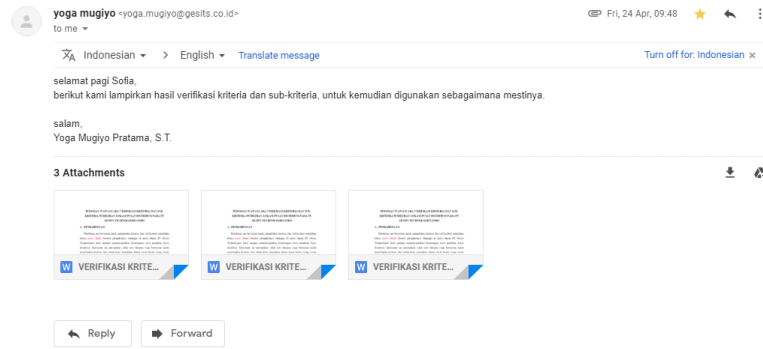 yoga mugiyo <yoga.mugiyo@gesits.co.id>
Fri, 24 Apr, 09:48
to me
Indonesian > English Translate message Turn off for: Indonesian ×
selamat pagi Sofia,
berikut kami lampirkan hasil verifikasi kriteria dan sub-kriteria, untuk kemudian digunakan sebagaimana mestinya.
salam,
Yoga Mugiyo Pratama, S.T.
3 Attachments
W VERIFIKASI KRITE...
W VERIFIKASI KRITE...
W VERIFIKASI KRITE...
Reply Forward